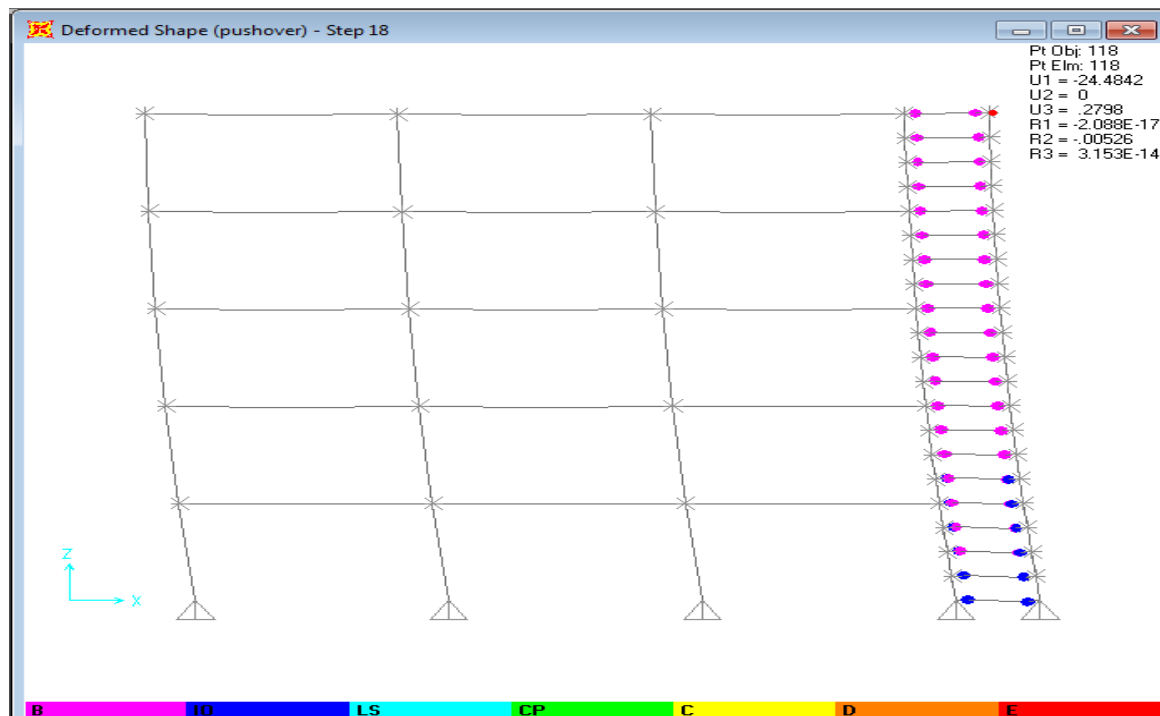 Deformed Shape (pushover) - Step 18
Pt Obj: 118
Pt Elm: 118
U1 = -24.4842
U2 = 0
U3 = .2798
R1 = -2.088E-17
R2 = -.00526
R3 = 3.153E-14
Z
X
B IO LS CP C D E